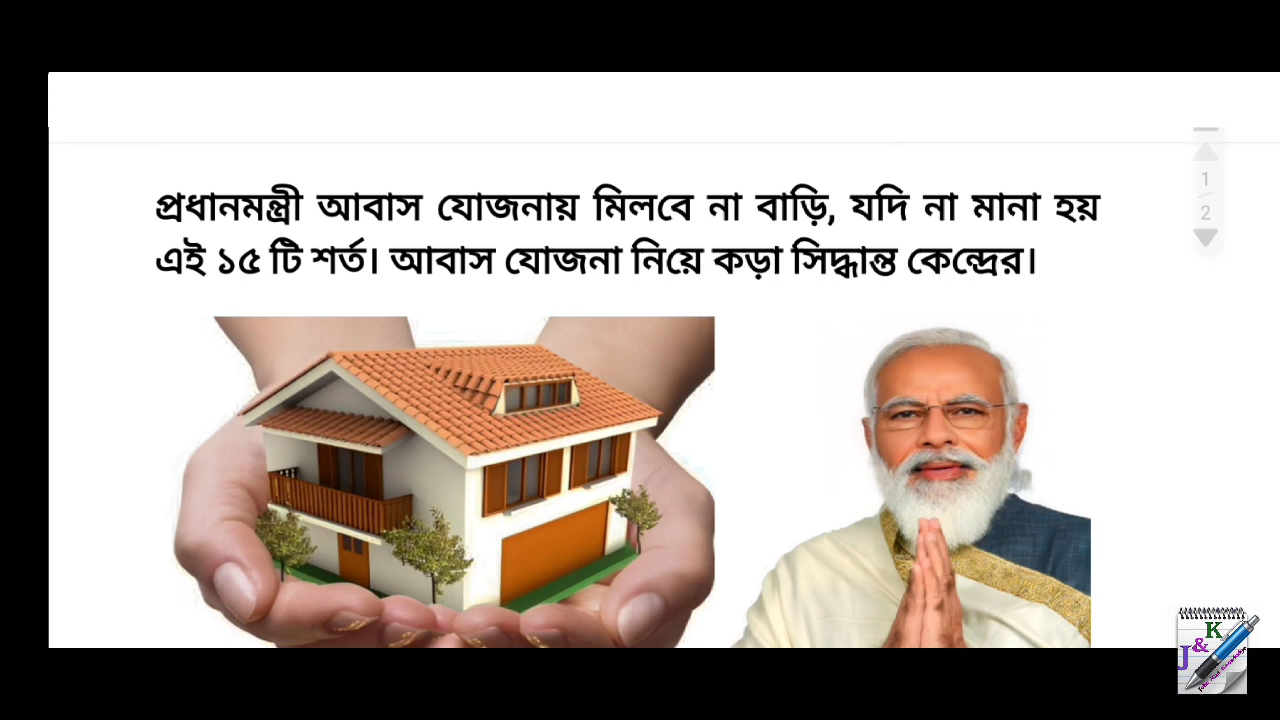 প্রধানমন্ত্রী আবাস যোজনায় মিলবে না বাড়ি, যদি না মানা হয়
এই ১৫ টি শর্ত। আবাস যোজনা নিয়ে কড়া সিদ্ধান্ত কেন্দ্রের।
1
2
J&K